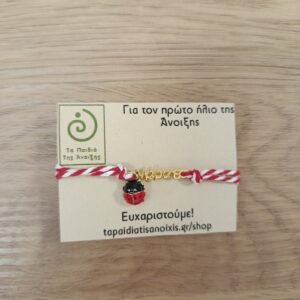 Για τον πρώτο ήλιο της
Άνοιξης
Τα Παιδιά
Της Άνοιξης
Ευχαριστούμε!
tapaidiatisanoixis.gr/shop